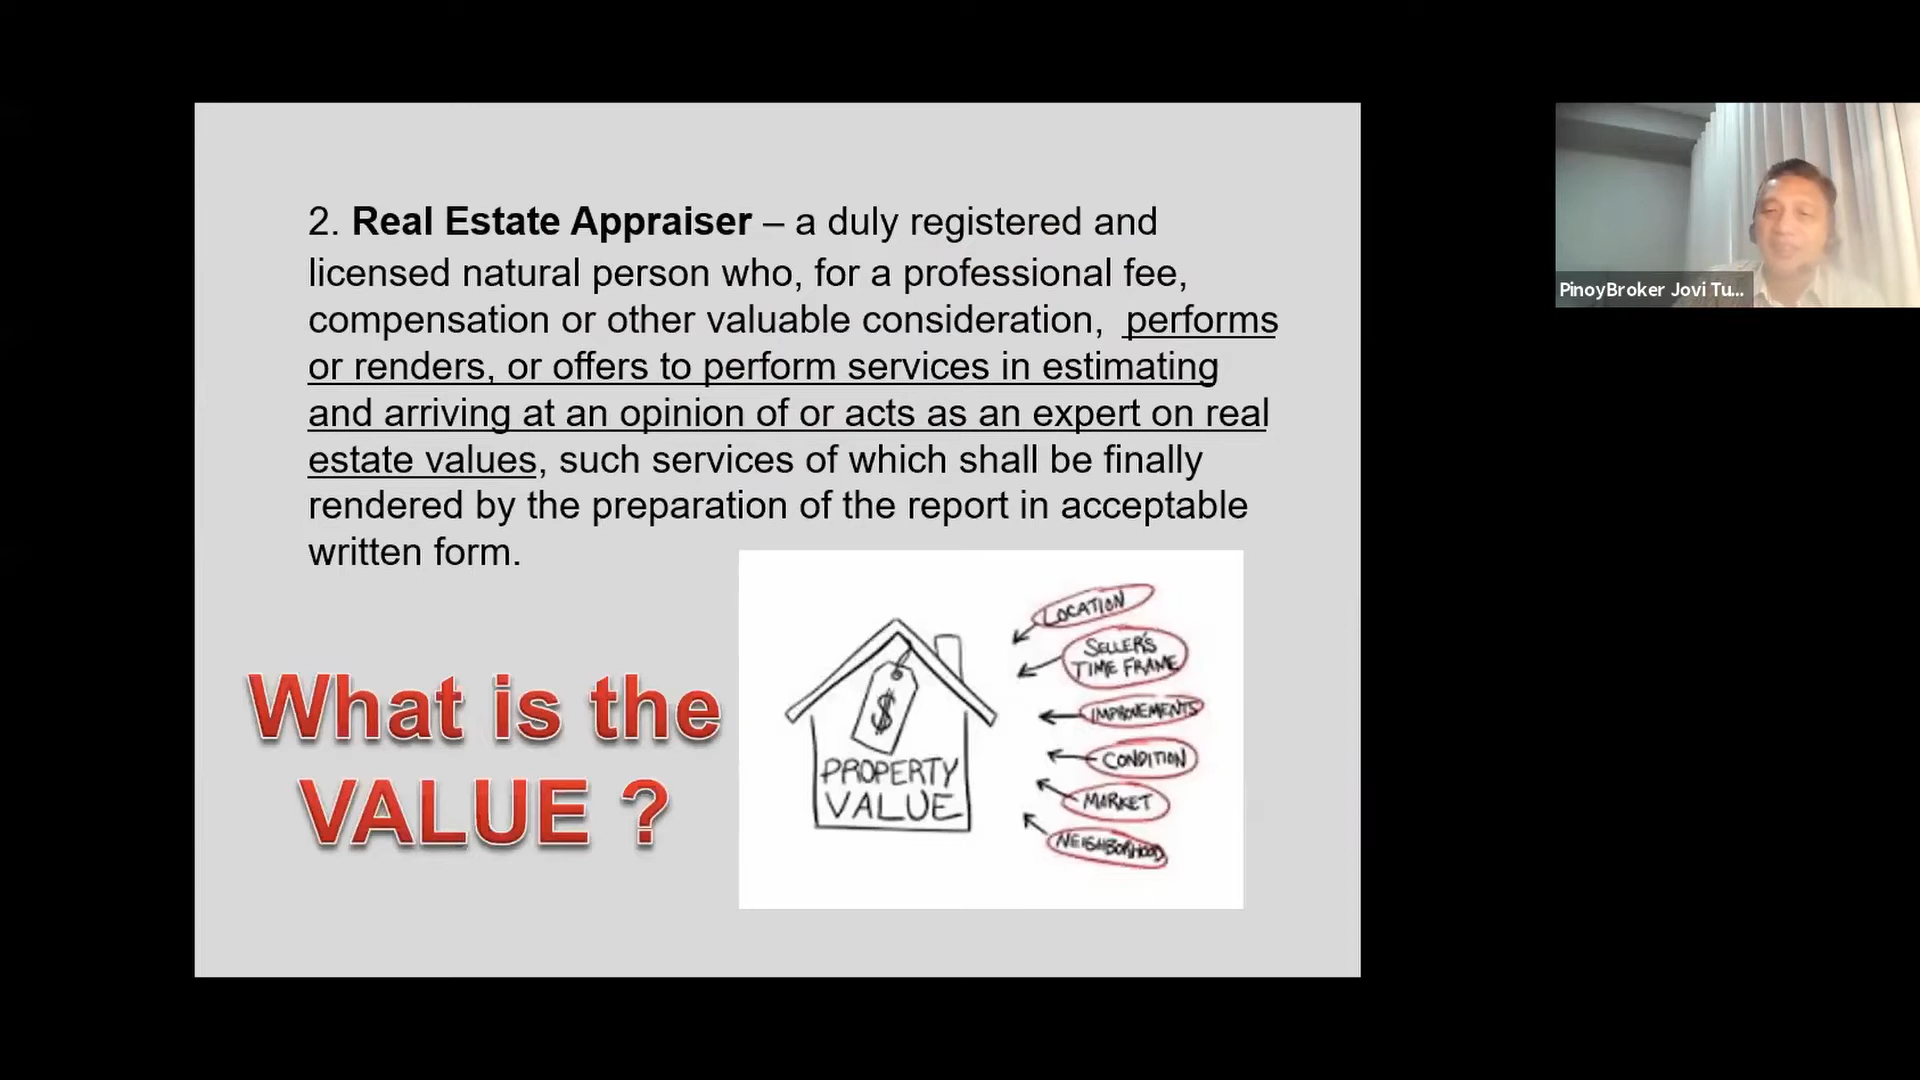 2. Real Estate Appraiser – a duly registered and
licensed natural person who, for a professional fee,
compensation or other valuable consideration, performs
or renders, or offers to perform services in estimating
and arriving at an opinion of or acts as an expert on real
estate values, such services of which shall be finally
rendered by the preparation of the report in acceptable
written form.
What is the
VALUE ?
$
PROPERTY
VALUE
LOCATION
SELLER'S
TIME FRAME
IMPROVEMENTS
CONDITION
MARKET
NEIGHBORHOOD
PinoyBroker Jovi Tu...